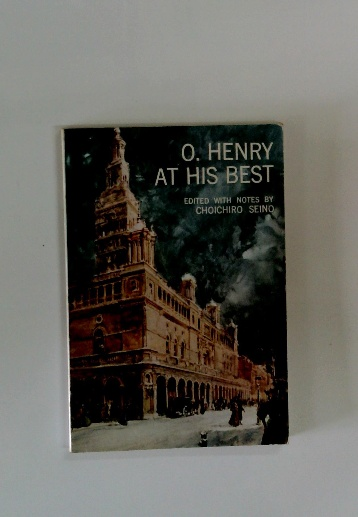 O. HENRY
AT HIS BEST
EDITED WITH NOTES BY
CHOICHIRO SEINO